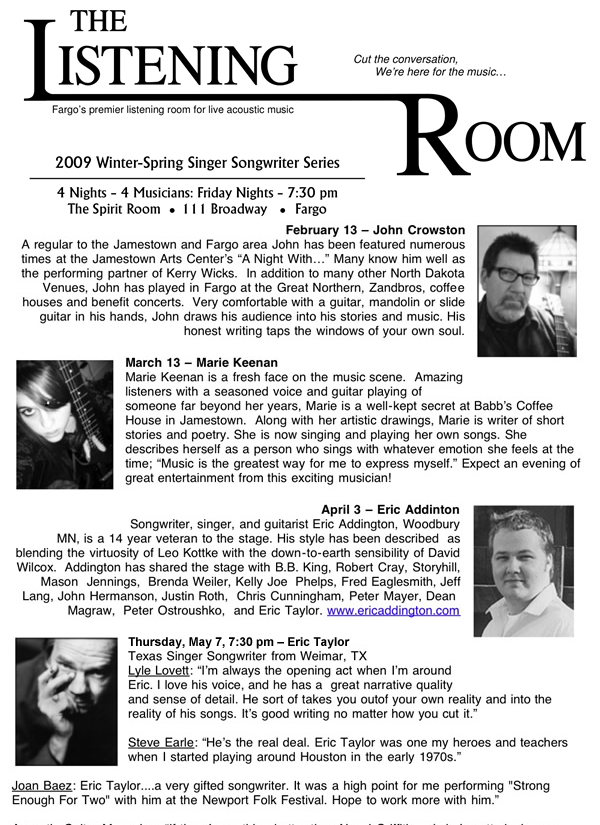 THE
LISTENING
Cut the conversation,
We're here for the music…
Fargo's premier listening room for live acoustic music
ROOM
2009 Winter-Spring Singer Songwriter Series
4 Nights – 4 Musicians: Friday Nights – 7:30 pm
The Spirit Room • 111 Broadway • Fargo
February 13 – John Crowston
A regular to the Jamestown and Fargo area John has been featured numerous
times at the Jamestown Arts Center's “A Night With…” Many know him well as
the performing partner of Kerry Wicks. In addition to many other North Dakota
Venues, John has played in Fargo at the Great Northern, Zandbros, coffee
houses and benefit concerts. Very comfortable with a guitar, mandolin or slide
guitar in his hands, John draws his audience into his stories and music. His
honest writing taps the windows of your own soul.
March 13 – Marie Keenan
Marie Keenan is a fresh face on the music scene. Amazing
listeners with a seasoned voice and guitar playing of
someone far beyond her years, Marie is a well-kept secret at Babb's Coffee
House in Jamestown. Along with her artistic drawings, Marie is writer of short
stories and poetry. She is now singing and playing her own songs. She
describes herself as a person who sings with whatever emotion she feels at the
time; “Music is the greatest way for me to express myself.” Expect an evening of
great entertainment from this exciting musician!
April 3 – Eric Addinton
Songwriter, singer, and guitarist Eric Addington, Woodbury
MN, is a 14 year veteran to the stage. His style has been described as
blending the virtuosity of Leo Kottke with the down-to-earth sensibility of David
Wilcox. Addington has shared the stage with B.B. King, Robert Cray, Storyhill,
Mason Jennings, Brenda Weiler, Kelly Joe Phelps, Fred Eaglesmith, Jeff
Lang, John Hermanson, Justin Roth, Chris Cunningham, Peter Mayer, Dean
Magraw, Peter Ostroushko, and Eric Taylor. www.ericaddington.com
Thursday, May 7, 7:30 pm – Eric Taylor
Texas Singer Songwriter from Weimar, TX
Lyle Lovett: “I'm always the opening act when I'm around
Eric. I love his voice, and he has a great narrative quality
and sense of detail. He sort of takes you outof your own reality and into the
reality of his songs. It's good writing no matter how you cut it.”
Steve Earle: “He's the real deal. Eric Taylor was one my heroes and teachers
when I started playing around Houston in the early 1970s.”
Joan Baez: Eric Taylor....a very gifted songwriter. It was a high point for me performing "Strong
Enough For Two" with him at the Newport Folk Festival. Hope to work more with him.”